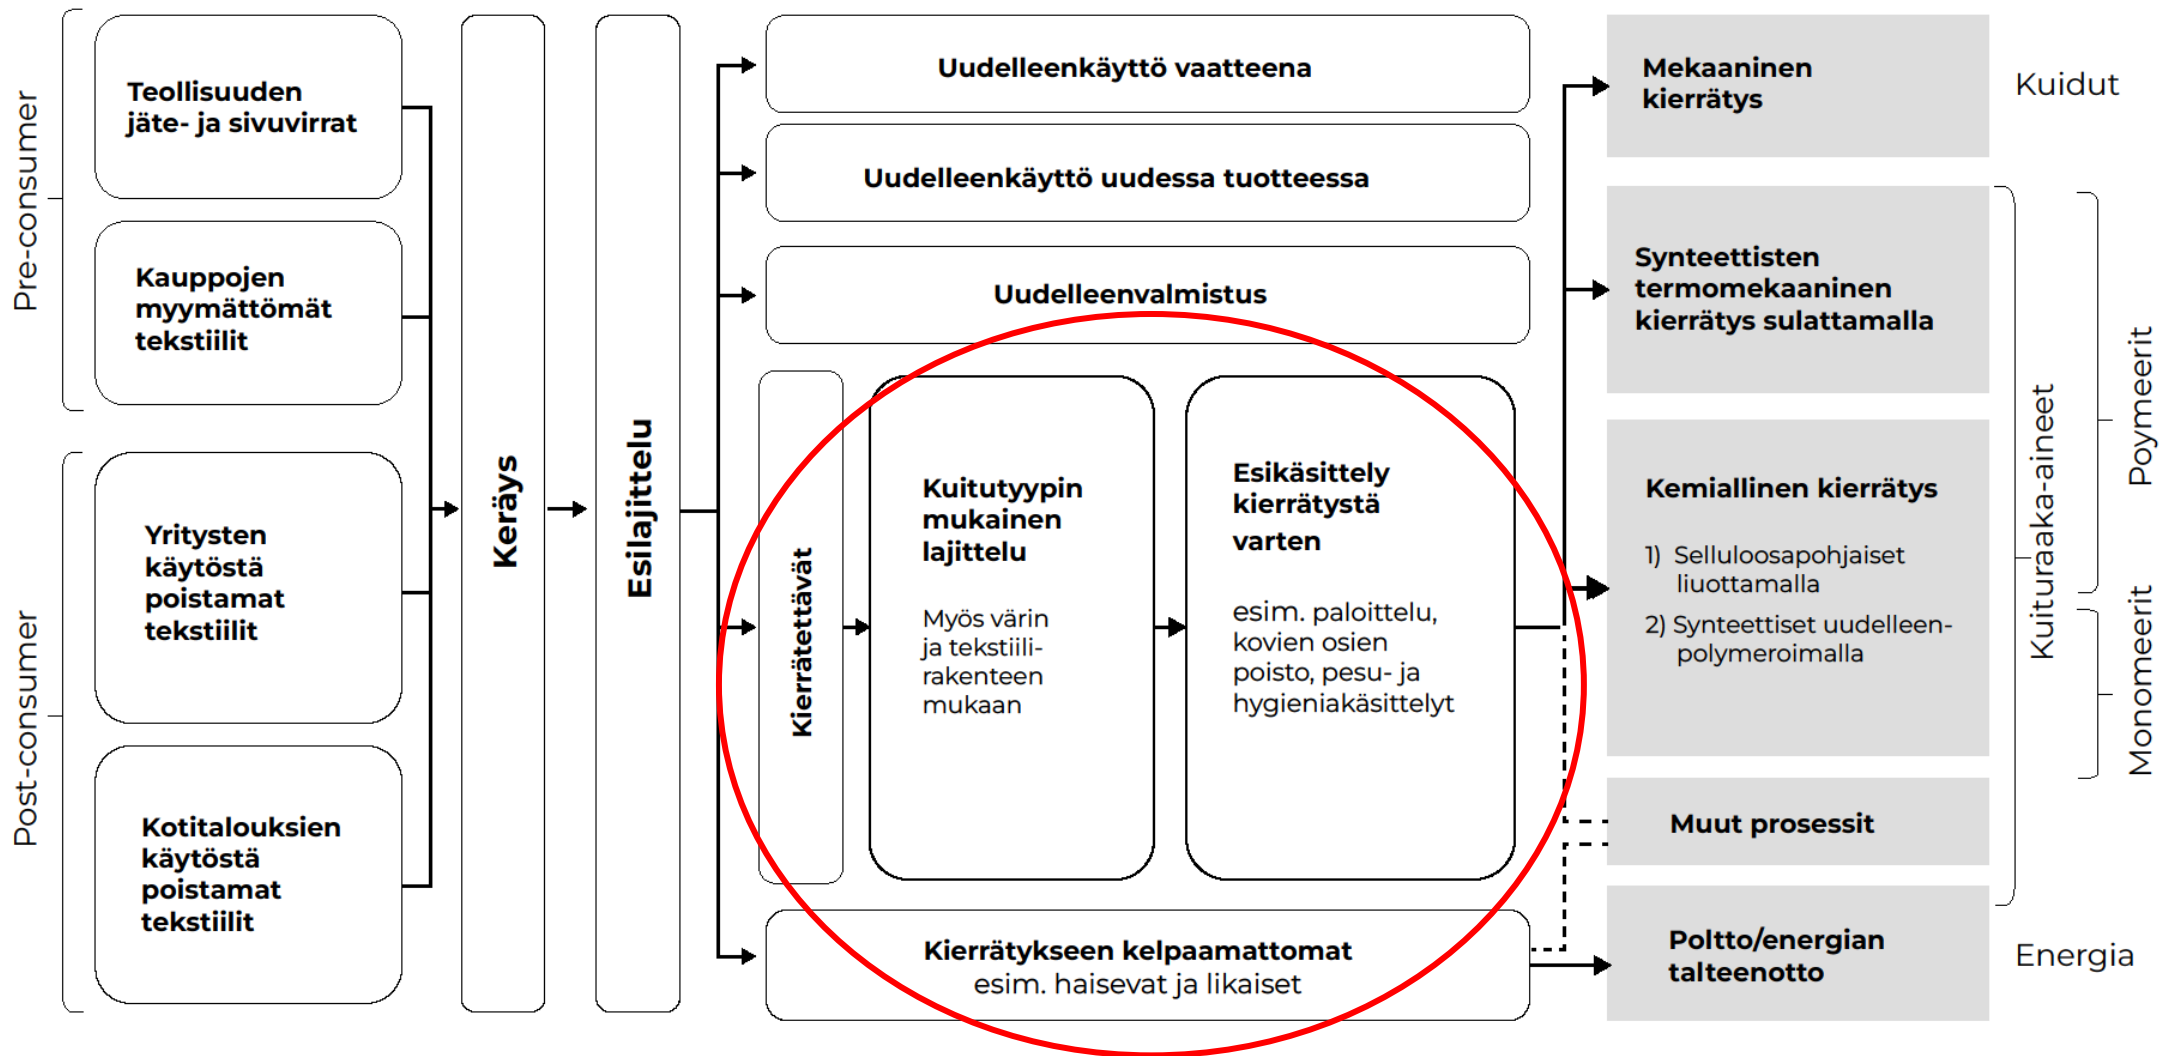 Pre-consumer
Teollisuuden
jäte- ja sivuvirrat
Kauppojen
myymättömät
tekstiilit
Post-consumer
Yritysten
käytöstä
poistamat
tekstiilit
Kotitalouksien
käytöstä
poistamat
tekstiilit
Keräys
Esilajittelu
Uudelleenkäyttö vaatteena
Uudelleenkäyttö uudessa tuotteessa
Uudelleenvalmistus
Kierrätettävät
Kuitutyypin
mukainen
lajittelu
Myös värin
ja tekstiili-
rakenteen
mukaan
Esikäsittely
kierrätystä
varten
esim. paloittelu,
kovien osien
poisto, pesu- ja
hygieniakäsittelyt
Kierrätykseen kelpaamattomat
esim. haisevat ja likaiset
Mekaaninen
kierrätys
Kuidut
Synteettisten
termomekaaninen
kierrätys sulattamalla
Kemiallinen kierrätys
1) Selluloosapohjaiset
liuottamalla
2) Synteettiset uudelleen-
polymeroimalla
Muut prosessit
Poltto/energian
talteenotto
Energia
Kuituraaka-aineet
Poymeerit
Monomeerit